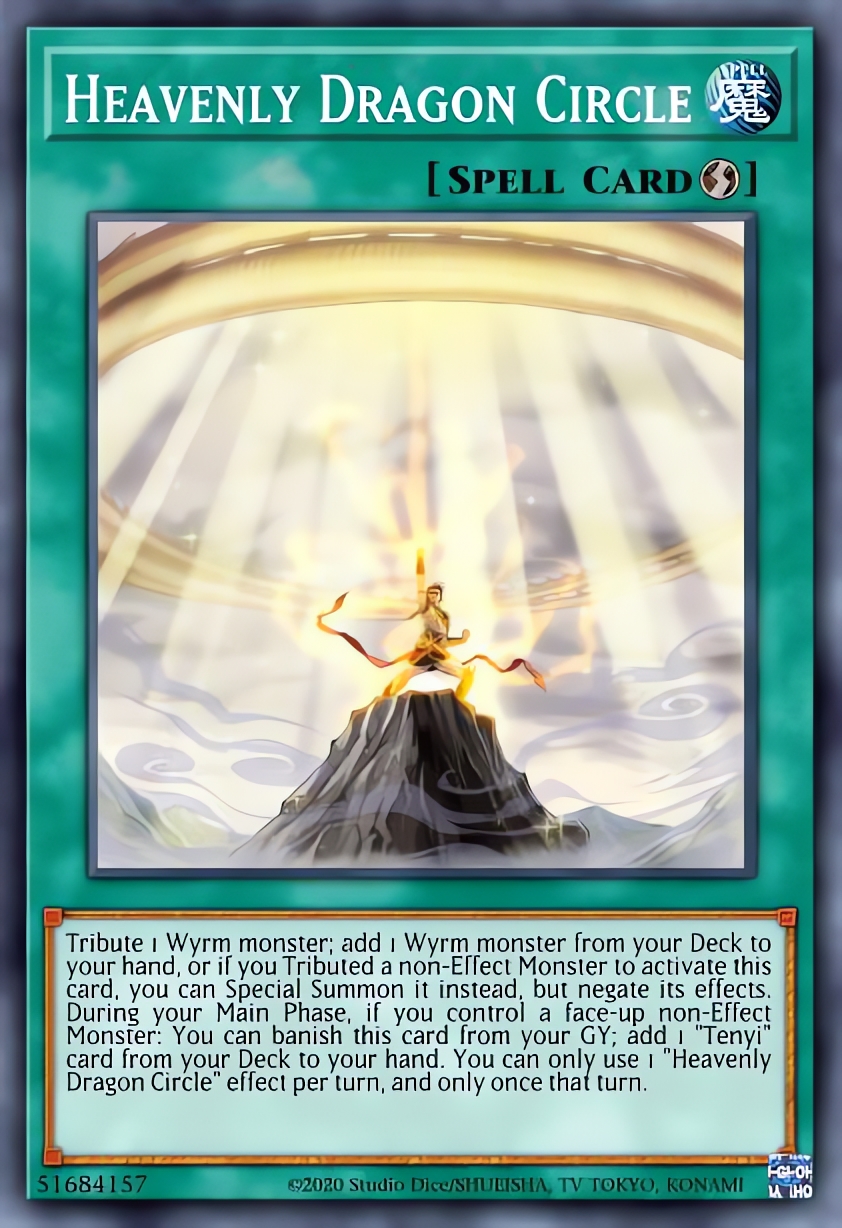 HEAVENLY DRAGON CIRCLE 魔
[SPELL CARD]
Tribute 1 Wyrm monster; add 1 Wyrm monster from your Deck to
your hand, or if you Tributed a non-Effect Monster to activate this
card, you can Special Summon it instead, but negate its effects.
During your Main Phase, if you control a face-up non-Effect
Monster: You can banish this card from your GY; add 1 "Tenyi"
card from your Deck to your hand. You can only use 1 "Heavenly
Dragon Circle" effect per turn, and only once that turn.
51684157 ©2020 Studio Dice/SHUEISHA, TV TOKYO, KONAMI